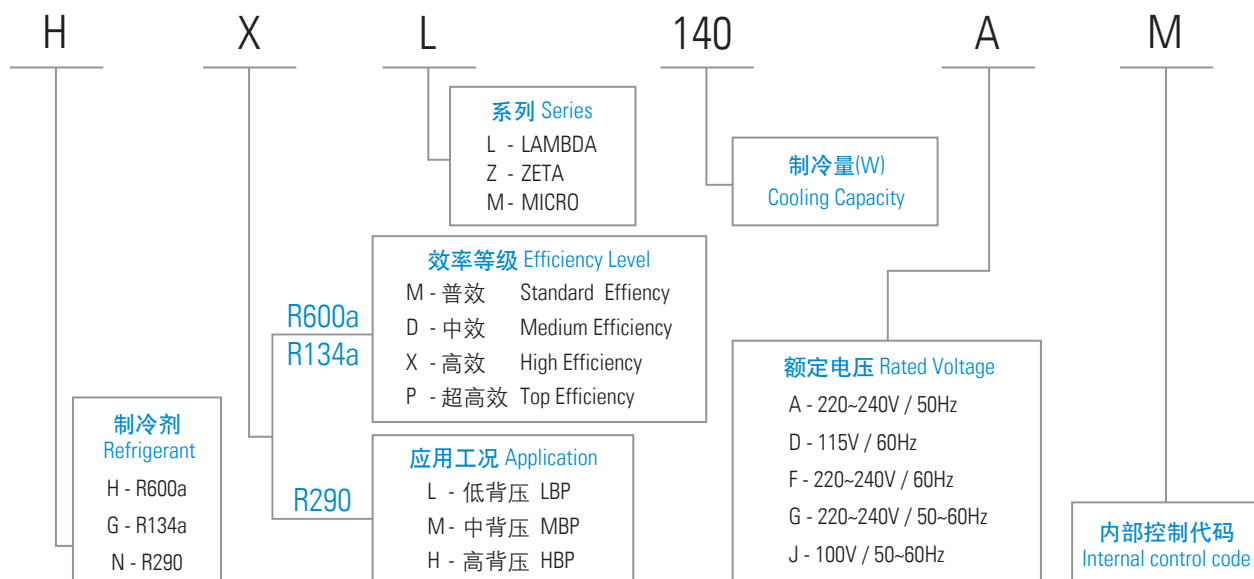 H X L 140 A M
系列 Series
L - LAMBDA
Z - ZETA
M - MICRO
制冷量(W)
Cooling Capacity
效率等级 Efficiency Level
M - 普效 Standard Effiency
D - 中效 Medium Efficiency
X - 高效 High Efficiency
P - 超高效 Top Efficiency
R600a
R134a
额定电压 Rated Voltage
A - 220~240V / 50Hz
D - 115V / 60Hz
F - 220~240V / 60Hz
G - 220~240V / 50~60Hz
J - 100V / 50~60Hz
制冷剂
Refrigerant
H - R600a
G - R134a
N - R290
R290
应用工况 Application
L - 低背压 LBP
M - 中背压 MBP
H - 高背压 HBP
内部控制代码
Internal control code